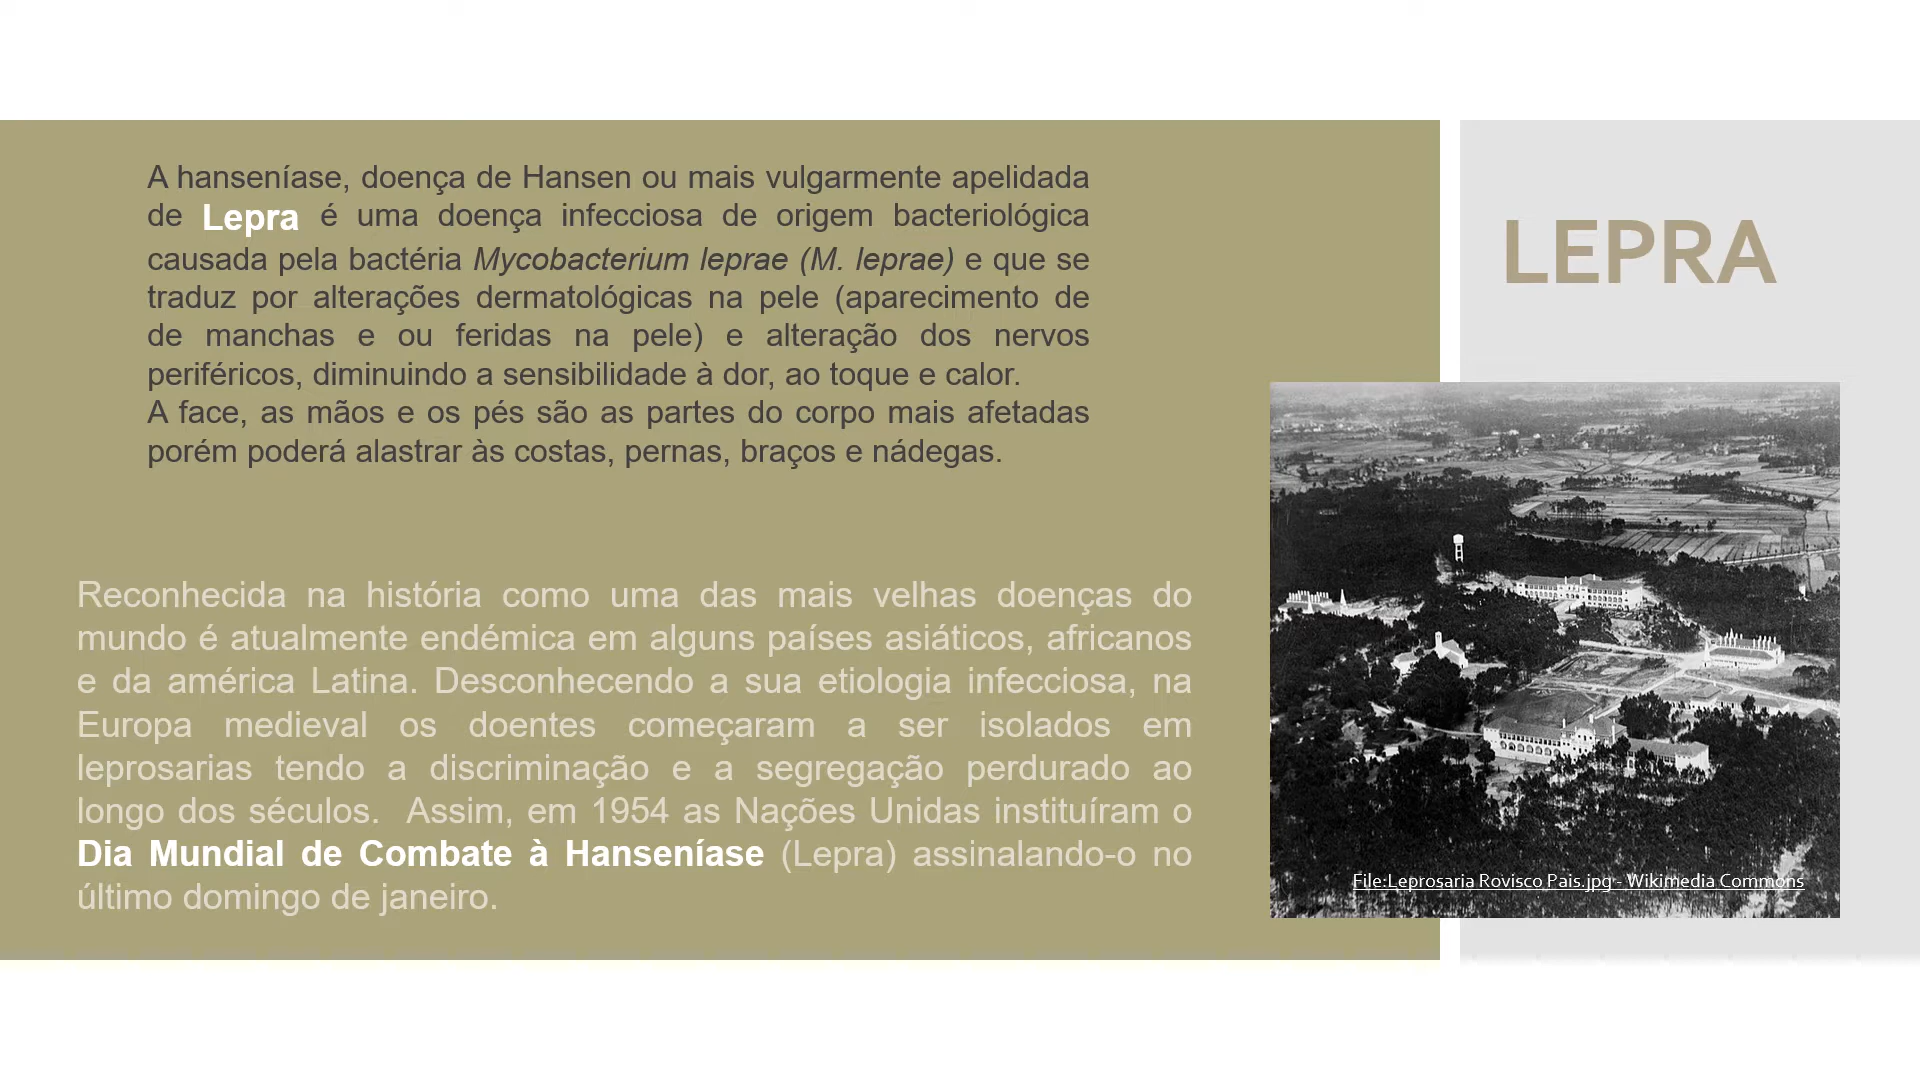 A hanseníase, doença de Hansen ou mais vulgarmente apelidada
de Lepra é uma doença infecciosa de origem bacteriológica
causada pela bactéria Mycobacterium leprae (M. leprae) e que se
traduz por alterações dermatológicas na pele (aparecimento de
de manchas e ou feridas na pele) e alteração dos nervos
periféricos, diminuindo a sensibilidade à dor, ao toque e calor.
A face, as mãos e os pés são as partes do corpo mais afetadas
porém poderá alastrar às costas, pernas, braços e nádegas.
Reconhecida na história como uma das mais velhas doenças do
mundo é atualmente endémica em alguns países asiáticos, africanos
e da américa Latina. Desconhecendo a sua etiologia infecciosa, na
Europa medieval os doentes começaram a ser isolados em
leprosarias tendo a discriminação e a segregação perdurado ao
longo dos séculos.  Assim, em 1954 as Nações Unidas instituíram o
Dia Mundial de Combate à Hanseníase (Lepra) assinalando-o no
último domingo de janeiro.
LEPRA
File:Leprosaria Rovisco Pais.jpg - Wikimedia Commons